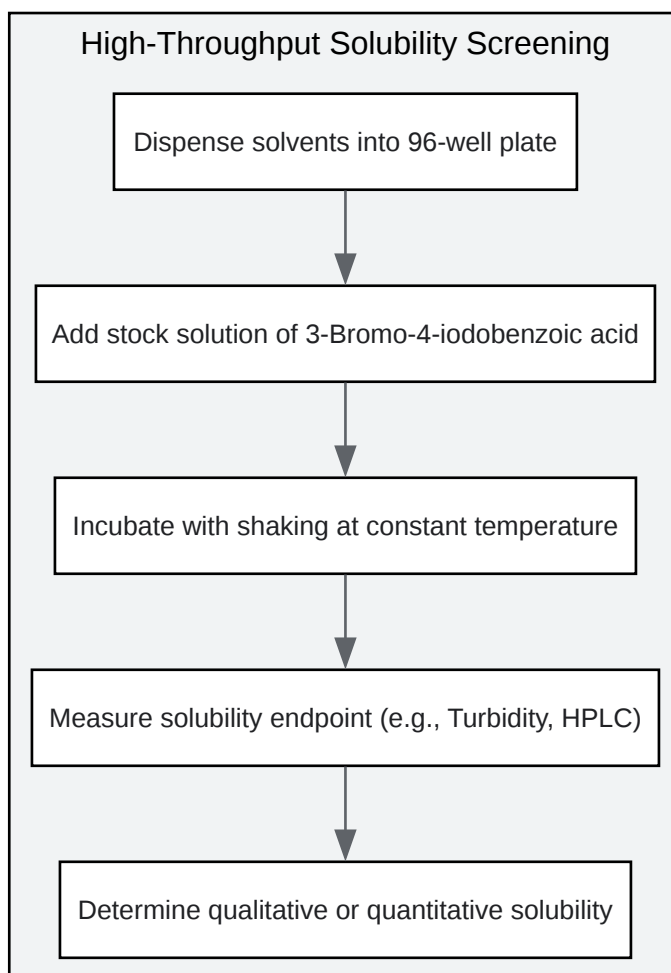 High-Throughput Solubility Screening
Dispense solvents into 96-well plate
Add stock solution of 3-Bromo-4-iodobenzoic acid
Incubate with shaking at constant temperature
Measure solubility endpoint (e.g., Turbidity, HPLC)
Determine qualitative or quantitative solubility